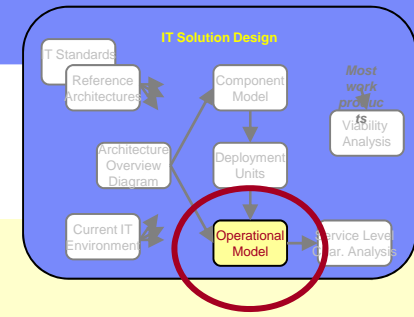 IT Solution Design
IT Standards
Reference
Architectures
Component
Model
Most
work
produc
ts
Viability
Analysis
Architecture
Overview
Diagram
Deployment
Units
Current IT
Environment
Operational
Model
Service Level
Char. Analysis